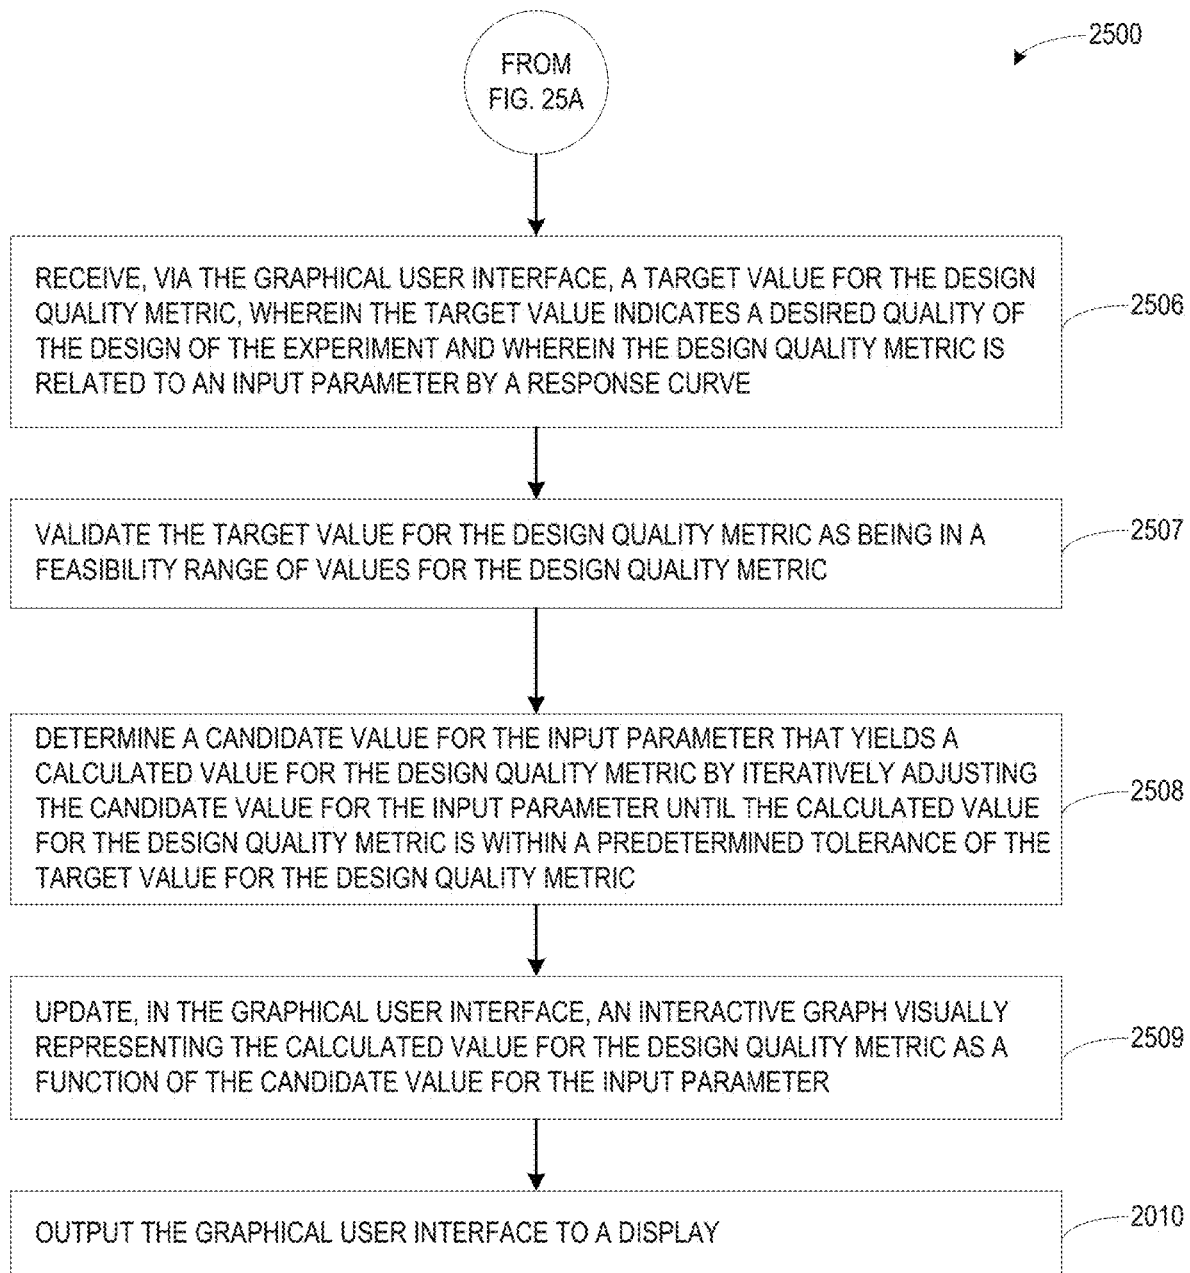 2500
FROM
FIG. 25A
RECEIVE, VIA THE GRAPHICAL USER INTERFACE, A TARGET VALUE FOR THE DESIGN
QUALITY METRIC, WHEREIN THE TARGET VALUE INDICATES A DESIRED QUALITY OF
THE DESIGN OF THE EXPERIMENT AND WHEREIN THE DESIGN QUALITY METRIC IS
RELATED TO AN INPUT PARAMETER BY A RESPONSE CURVE
2506
VALIDATE THE TARGET VALUE FOR THE DESIGN QUALITY METRIC AS BEING IN A
FEASIBILITY RANGE OF VALUES FOR THE DESIGN QUALITY METRIC
2507
DETERMINE A CANDIDATE VALUE FOR THE INPUT PARAMETER THAT YIELDS A
CALCULATED VALUE FOR THE DESIGN QUALITY METRIC BY ITERATIVELY ADJUSTING
THE CANDIDATE VALUE FOR THE INPUT PARAMETER UNTIL THE CALCULATED VALUE
FOR THE DESIGN QUALITY METRIC IS WITHIN A PREDETERMINED TOLERANCE OF THE
TARGET VALUE FOR THE DESIGN QUALITY METRIC
2508
UPDATE, IN THE GRAPHICAL USER INTERFACE, AN INTERACTIVE GRAPH VISUALLY
REPRESENTING THE CALCULATED VALUE FOR THE DESIGN QUALITY METRIC AS A
FUNCTION OF THE CANDIDATE VALUE FOR THE INPUT PARAMETER
2509
OUTPUT THE GRAPHICAL USER INTERFACE TO A DISPLAY
2010